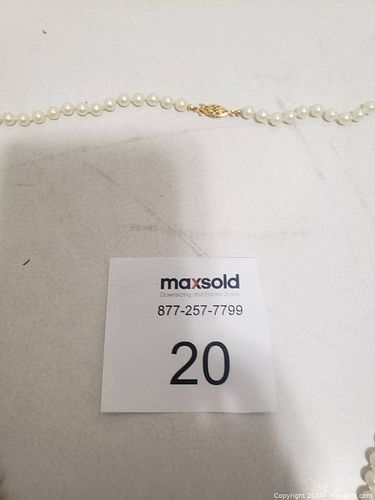 maxsold
Downsizing and Estate Sales
877-257-7799
20